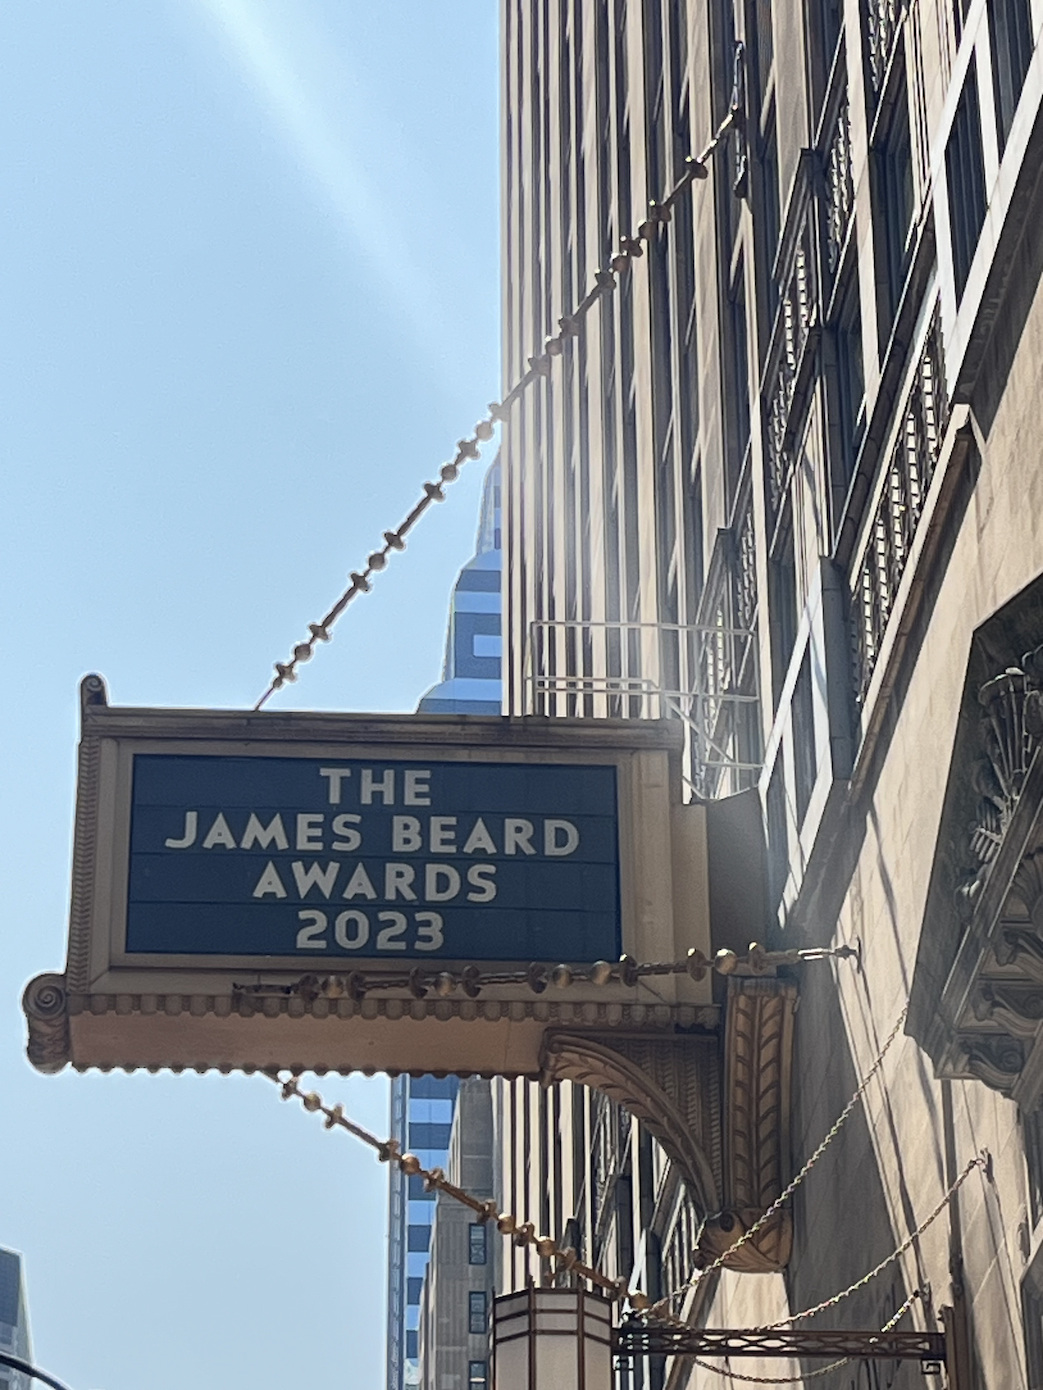 THE
JAMES BEARD
AWARDS
2023